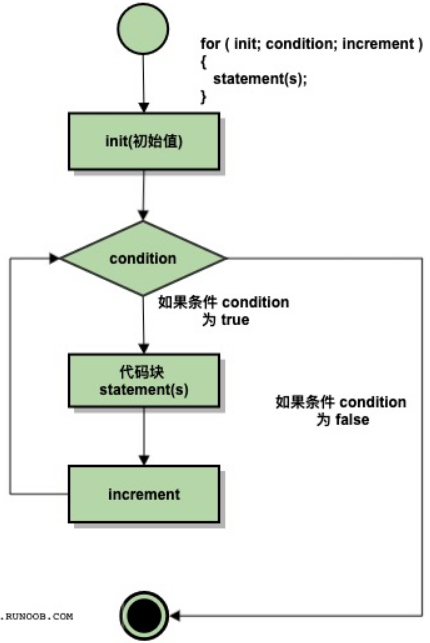 for ( init; condition; increment )
{
statement(s);
}
init(初始值)
condition
如果条件 condition
为 true
代码块
statement(s)
如果条件 condition
为 false
increment
.RUNOOB.COM